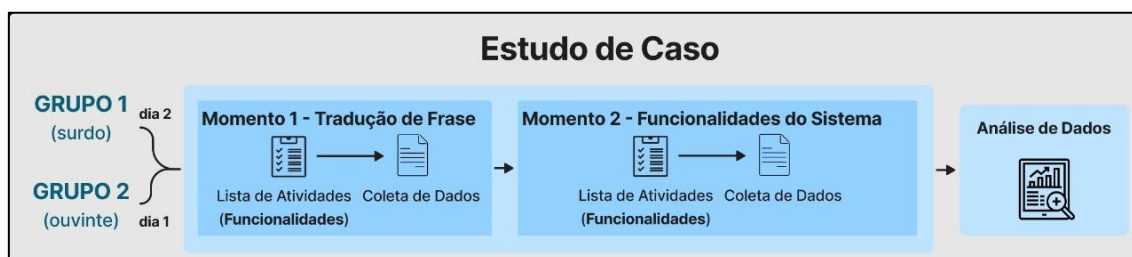 Estudo de Caso
GRUPO 1
(surdo)
dia 2
GRUPO 2
(ouvinte)
dia 1
Momento 1 - Tradução de Frase
Lista de Atividades
(Funcionalidades)
Coleta de Dados
Momento 2 - Funcionalidades do Sistema
Lista de Atividades
(Funcionalidades)
Coleta de Dados
Análise de Dados